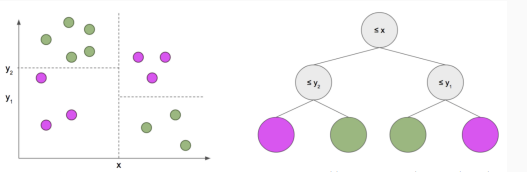 y2
y1
x
≤ x
≤ y2
≤ y1